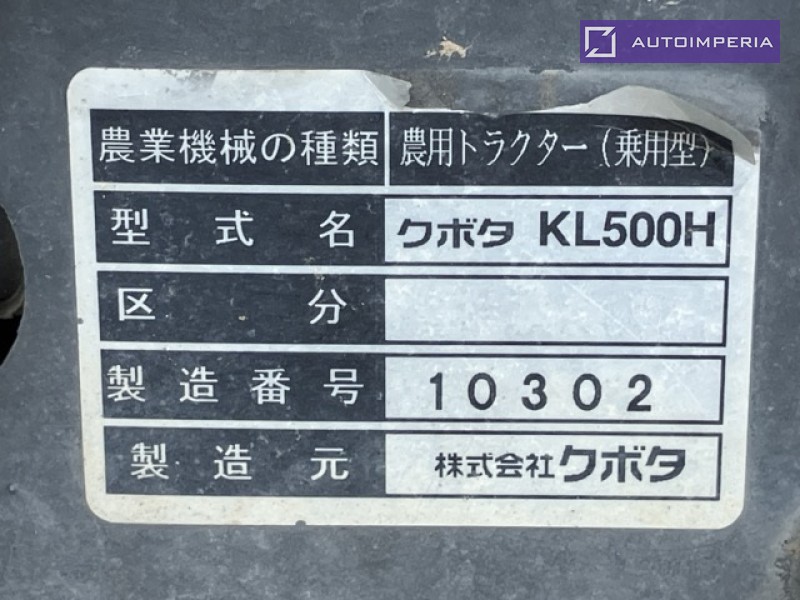 AUTOIMPERIA
農業機械の種類 農用トラクター(乗用型)
型式名 クボタ KL500H
区分
製造番号 10302
製造元 株式会社クボタ